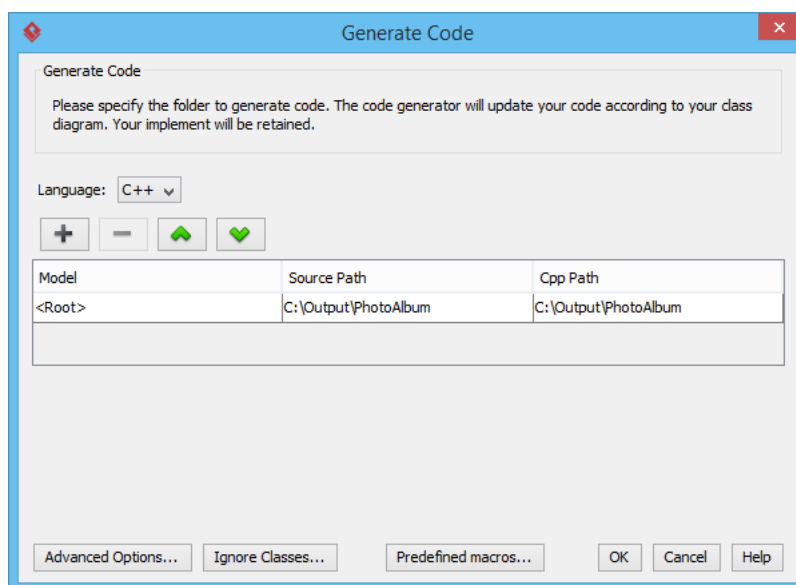 Generate Code
Generate Code
Please specify the folder to generate code. The code generator will update your code according to your class
diagram. Your implement will be retained.
Language: C++
Model Source Path Cpp Path
<Root> C:\Output\PhotoAlbum C:\Output\PhotoAlbum
Advanced Options... Ignore Classes... Predefined macros... OK Cancel Help